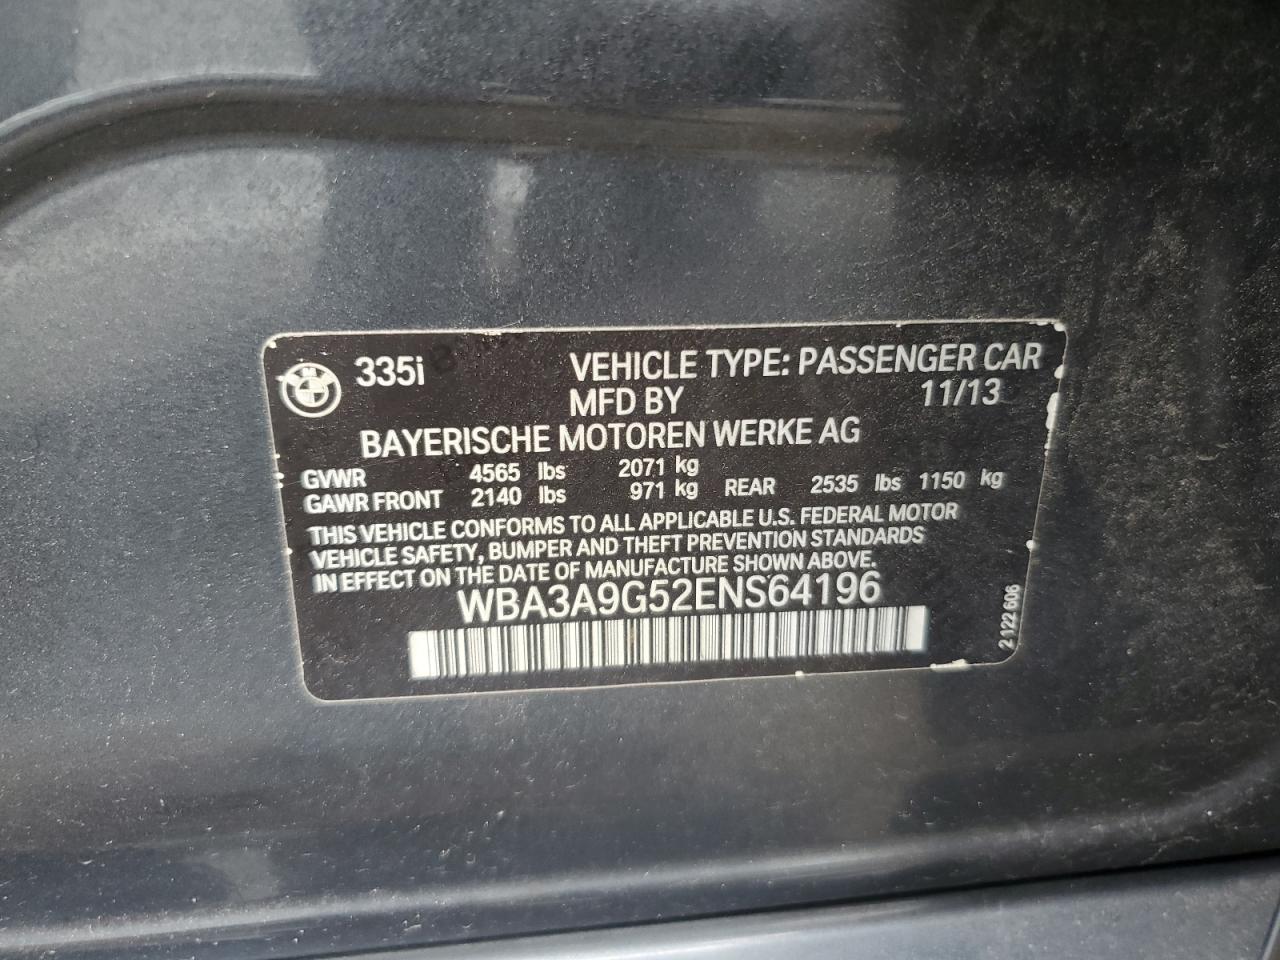 335i VEHICLE TYPE: PASSENGER CAR
MFD BY 11/13
BAYERISCHE MOTOREN WERKE AG
GVWR 4565 lbs 2071 kg
GAWR FRONT 2140 lbs 971 kg REAR 2535 lbs 1150 kg
THIS VEHICLE CONFORMS TO ALL APPLICABLE U.S. FEDERAL MOTOR
VEHICLE SAFETY, BUMPER AND THEFT PREVENTION STANDARDS
IN EFFECT ON THE DATE OF MANUFACTURE SHOWN ABOVE.
WBA3A9G52ENS64196
2 122 606